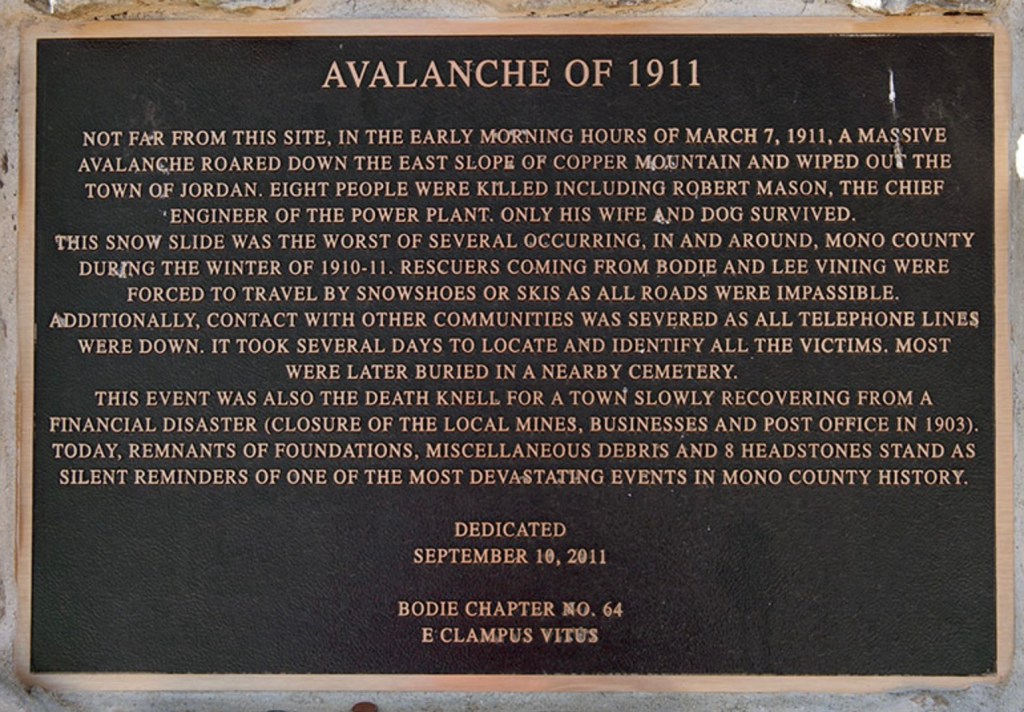 AVALANCHE OF 1911
NOT FAR FROM THIS SITE, IN THE EARLY MORNING HOURS OF MARCH 7, 1911, A MASSIVE
AVALANCHE ROARED DOWN THE EAST SLOPE OF COPPER MOUNTAIN AND WIPED OUT THE
TOWN OF JORDAN. EIGHT PEOPLE WERE KILLED INCLUDING ROBERT MASON, THE CHIEF
ENGINEER OF THE POWER PLANT. ONLY HIS WIFE AND DOG SURVIVED.
THIS SNOW SLIDE WAS THE WORST OF SEVERAL OCCURRING, IN AND AROUND, MONO COUNTY
DURING THE WINTER OF 1910-11. RESCUERS COMING FROM BODIE AND LEE VINING WERE
FORCED TO TRAVEL BY SNOWSHOES OR SKIS AS ALL ROADS WERE IMPASSIBLE.
ADDITIONALLY, CONTACT WITH OTHER COMMUNITIES WAS SEVERED AS ALL TELEPHONE LINES
WERE DOWN. IT TOOK SEVERAL DAYS TO LOCATE AND IDENTIFY ALL THE VICTIMS. MOST
WERE LATER BURIED IN A NEARBY CEMETERY.
THIS EVENT WAS ALSO THE DEATH KNELL FOR A TOWN SLOWLY RECOVERING FROM A
FINANCIAL DISASTER (CLOSURE OF THE LOCAL MINES, BUSINESSES AND POST OFFICE IN 1903).
TODAY, REMNANTS OF FOUNDATIONS, MISCELLANEOUS DEBRIS AND 8 HEADSTONES STAND AS
SILENT REMINDERS OF ONE OF THE MOST DEVASTATING EVENTS IN MONO COUNTY HISTORY.
DEDICATED
SEPTEMBER 10, 2011
BODIE CHAPTER NO. 64
E CLAMPUS VITUS